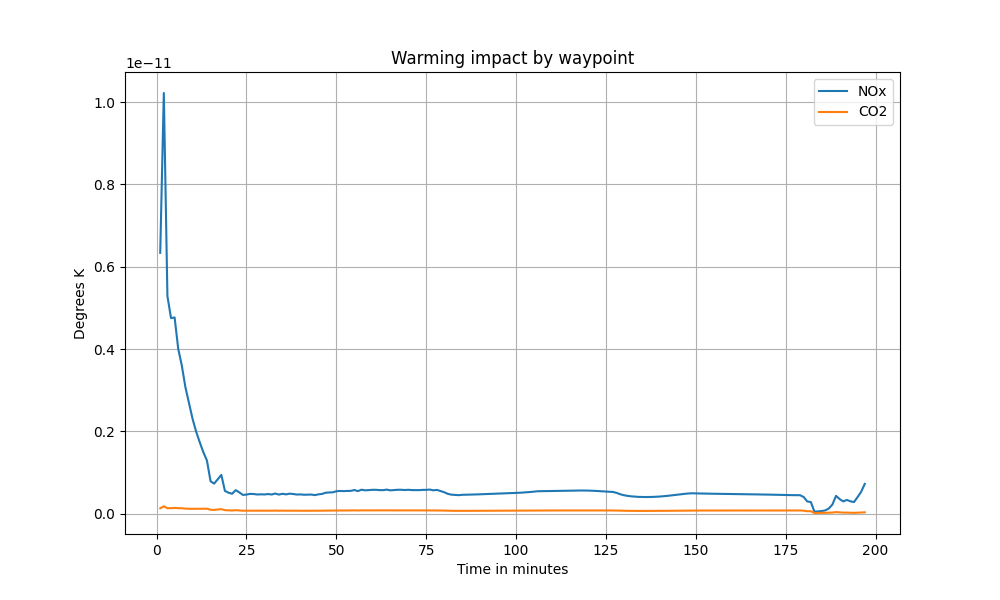 Warming impact by waypoint
1e−11
NOx
CO2
1.0
0.8
0.6
0.4
0.2
0.0
Degrees K
0 25 50 75 100 125 150 175 200
Time in minutes